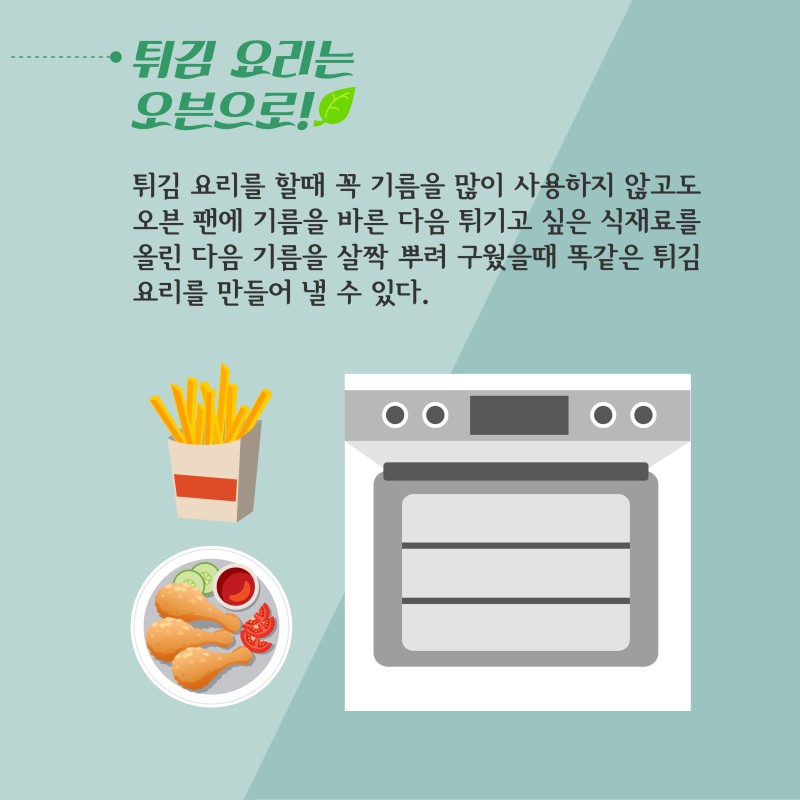 튀김 요리는
오븐으로!
튀김 요리를 할때 꼭 기름을 많이 사용하지 않고도
오븐 팬에 기름을 바른 다음 튀기고 싶은 식재료를
올린 다음 기름을 살짝 뿌려 구웠을때 똑같은 튀김
요리를 만들어 낼 수 있다.